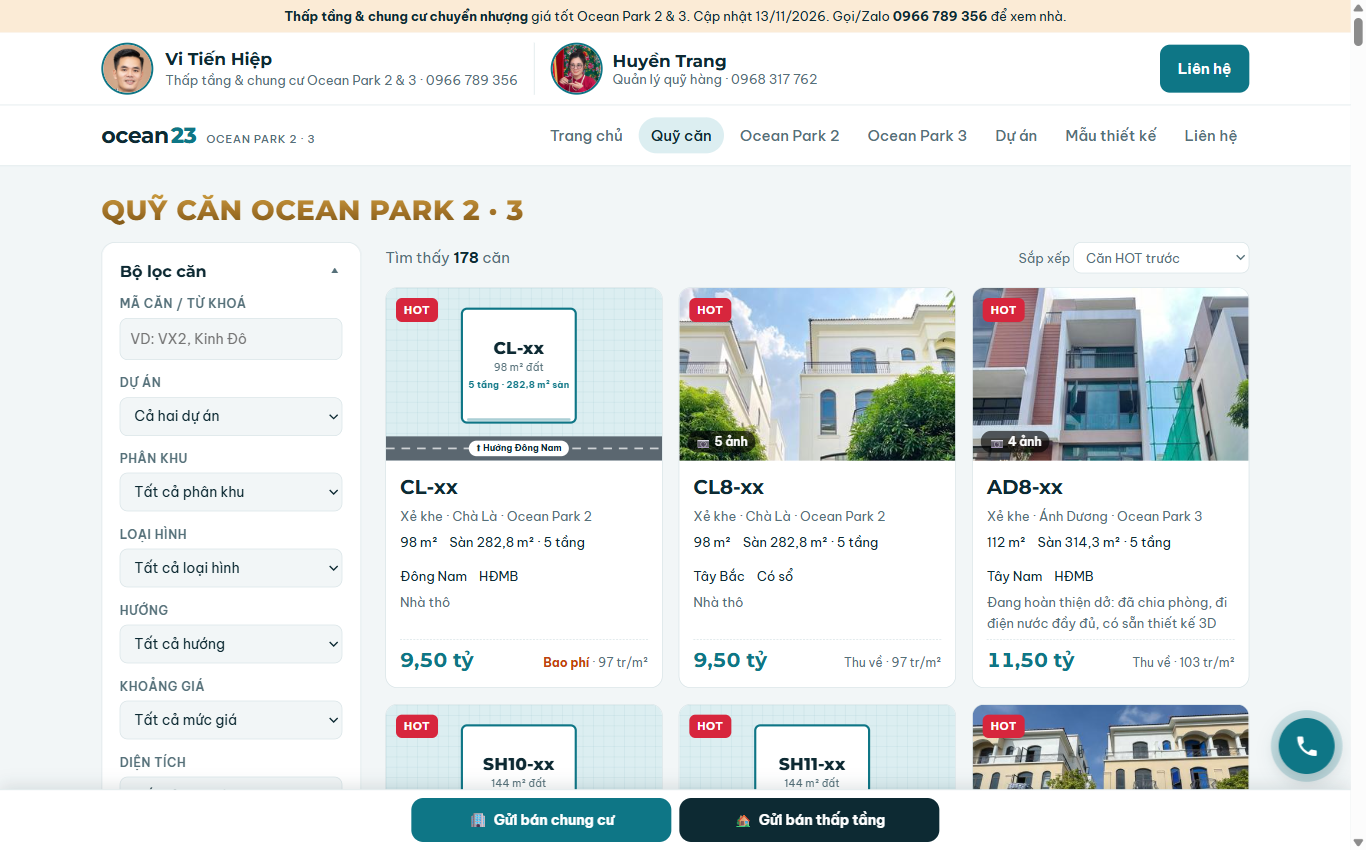 Thấp tầng & chung cư chuyển nhượng giá tốt Ocean Park 2 & 3. Cập nhật 13/11/2026. Gọi/Zalo 0966 789 356 để xem nhà.
Vi Tiến Hiệp
Thấp tầng & chung cư Ocean Park 2 & 3 · 0966 789 356
Huyền Trang
Quản lý quỹ hàng · 0968 317 762
Liên hệ
ocean23 OCEAN PARK 2 · 3
Trang chủ Quỹ căn Ocean Park 2 Ocean Park 3 Dự án Mẫu thiết kế Liên hệ
QUỸ CĂN OCEAN PARK 2 · 3
Bộ lọc căn ▲
MÃ CĂN / TỪ KHOÁ
VD: VX2, Kinh Đô
DỰ ÁN
Cả hai dự án
PHÂN KHU
Tất cả phân khu
LOẠI HÌNH
Tất cả loại hình
HƯỚNG
Tất cả hướng
KHOẢNG GIÁ
Tất cả mức giá
DIỆN TÍCH
Tìm thấy 178 căn
Sắp xếp Căn HOT trước
HOT
CL-xx
98 m² đất
5 tầng · 282,8 m² sàn
⬆ Hướng Đông Nam
CL-xx
Xẻ khe · Chà Là · Ocean Park 2
98 m² Sàn 282,8 m² · 5 tầng
Đông Nam HĐMB
Nhà thô
9,50 tỷ Bao phí · 97 tr/m²
HOT
5 ảnh
CL8-xx
Xẻ khe · Chà Là · Ocean Park 2
98 m² Sàn 282,8 m² · 5 tầng
Tây Bắc Có sổ
Nhà thô
9,50 tỷ Thu về · 97 tr/m²
HOT
4 ảnh
AD8-xx
Xẻ khe · Ánh Dương · Ocean Park 3
112 m² Sàn 314,3 m² · 5 tầng
Tây Nam HĐMB
Đang hoàn thiện dở: đã chia phòng, đi
điện nước đầy đủ, có sẵn thiết kế 3D
11,50 tỷ Thu về · 103 tr/m²
HOT
SH10-xx
144 m² đất
HOT
SH11-xx
144 m² đất
HOT
Gửi bán chung cư
Gửi bán thấp tầng